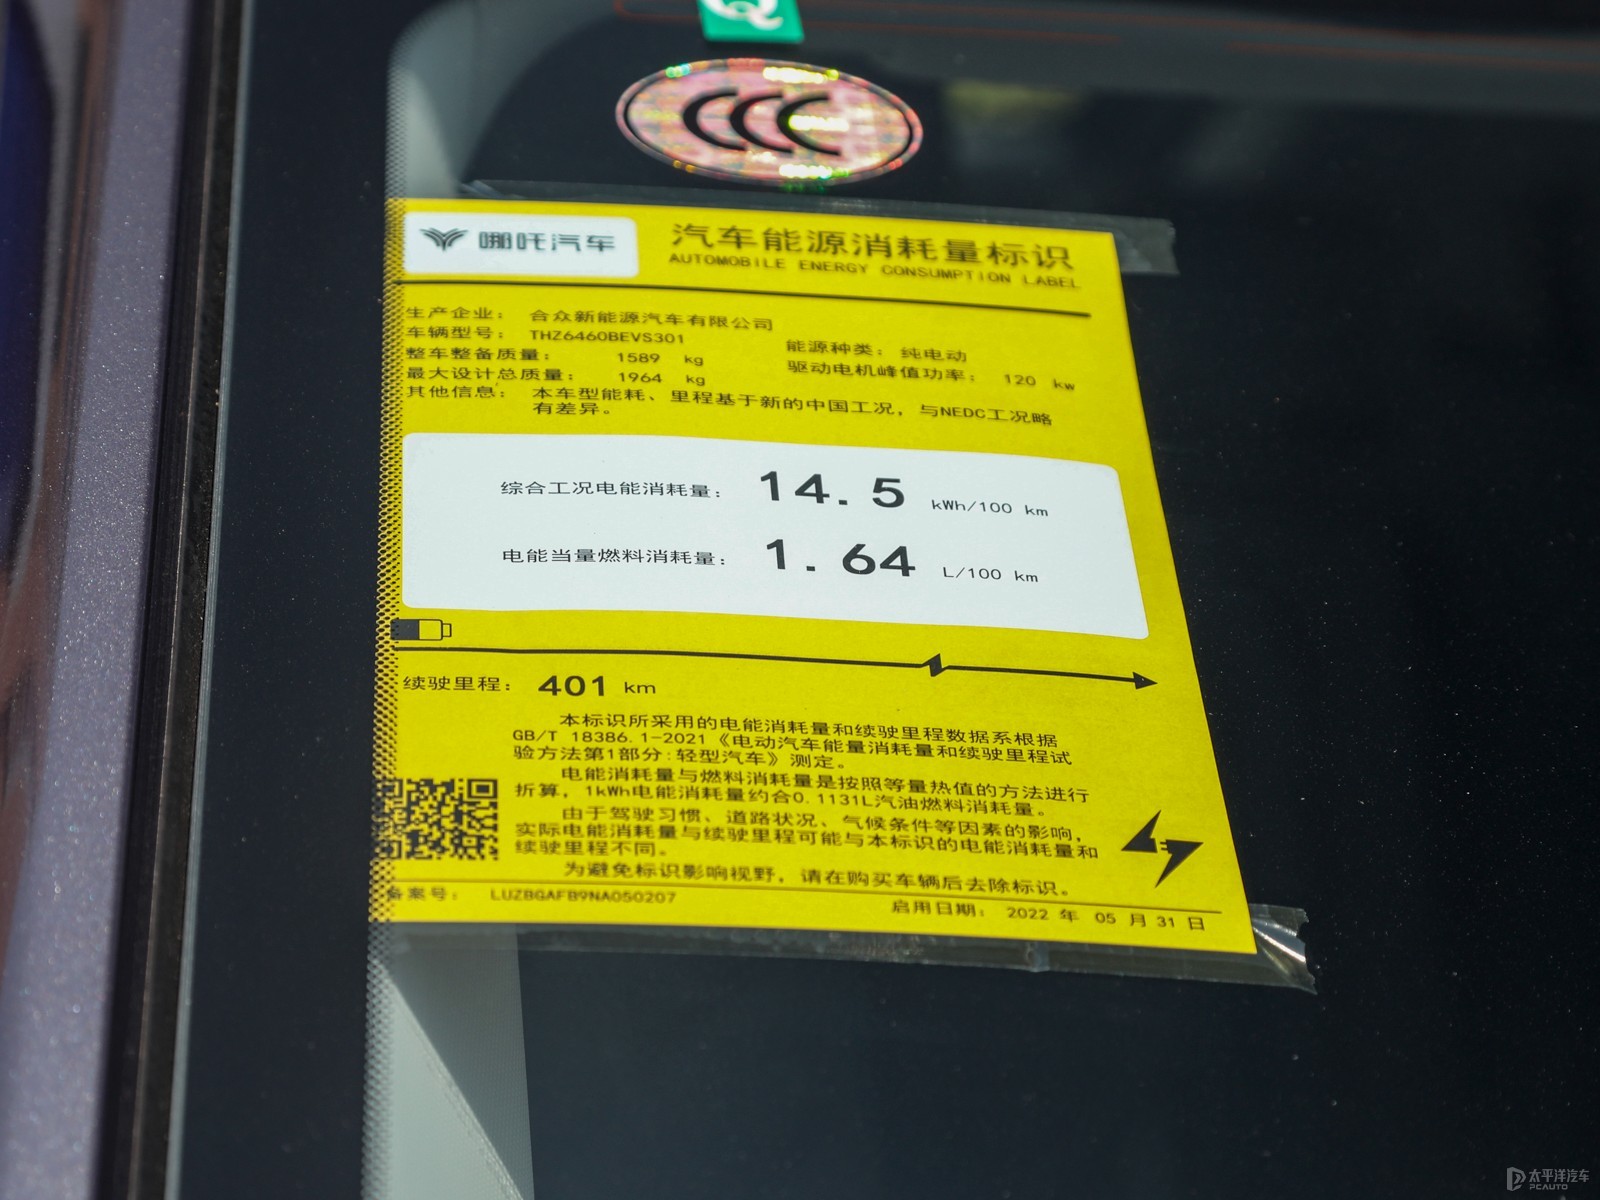 Q
CCC
哪吒汽车
汽车能源消耗量标识
AUTOMOBILE ENERGY CONSUMPTION LABEL
生产企业： 合众新能源汽车有限公司
车辆型号： THZ6460BEVS301
能源种类： 纯电动
整车整备质量： 1589 kg
驱动电机峰值功率： 120 kw
最大设计总质量： 1964 kg
其他信息： 本车型能耗、里程基于新的中国工况，与NEDC工况略
有差异。
综合工况电能消耗量： 14.5 kWh/100 km
电能当量燃料消耗量： 1.64 L/100 km
续驶里程： 401 km
本标识所采用的电能消耗量和续驶里程数据系根据
GB/T 18386.1-2021《电动汽车能量消耗量和续驶里程试
验方法第1部分:轻型汽车》测定。
电能消耗量与燃料消耗量是按照等量热值的方法进行
折算，1kWh电能消耗量约合0.1131L汽油燃料消耗量。
由于驾驶习惯、道路状况、气候条件等因素的影响，
实际电能消耗量与续驶里程可能与本标识的电能消耗量和
续驶里程不同。
为避免标识影响视野，请在购买车辆后去除标识。
备案号： LUZBGAFB9NA050207
启用日期： 2022 年 05 月 31 日
太平洋汽车
PCAUTO